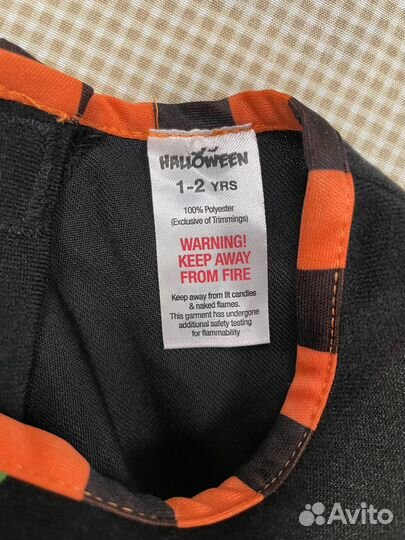 HALLOWEEN
1-2 YRS
100% Polyester
(Exclusive of Trimmings)
WARNING!
KEEP AWAY
FROM FIRE
Keep away from lit candles
& naked flames.
This garment has undergone
additional safety testing
for flammability
Avito